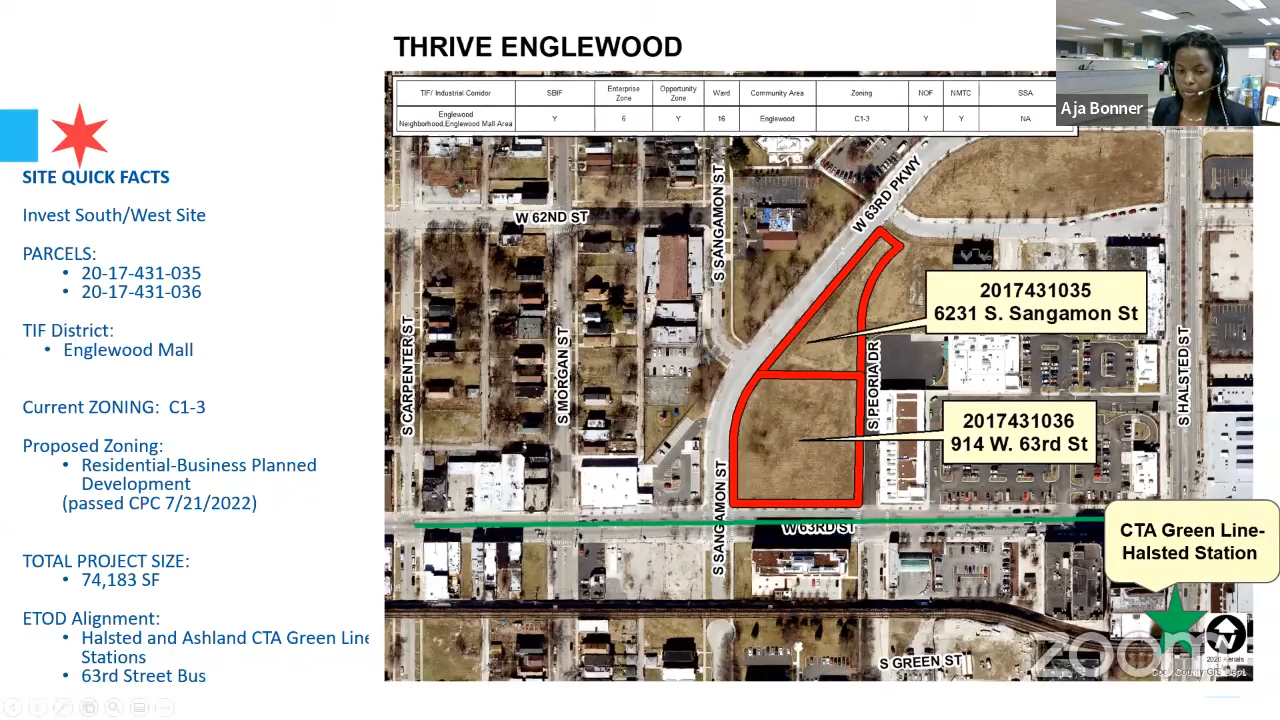 THRIVE ENGLEWOOD
Aja Bonner
TIF/ Industrial Corridor
SBIF
Enterprise
Zone
Opportunity
Zone
Ward
Community Area
Zoning
NOF
NMTC
SSA
Englewood
Neighborhood,Englewood Mall Area
Y
6
Y
16
Englewood
C1-3
Y
Y
NA
SITE QUICK FACTS
Invest South/West Site
PARCELS:
• 20-17-431-035
• 20-17-431-036
TIF District:
• Englewood Mall
Current ZONING: C1-3
Proposed Zoning:
• Residential-Business Planned
Development
(passed CPC 7/21/2022)
TOTAL PROJECT SIZE:
• 74,183 SF
ETOD Alignment:
• Halsted and Ashland CTA Green Line
Stations
• 63rd Street Bus
W 62ND ST
S SANGAMON ST
W 63RD PKWY
S CARPENTER ST
S MORGAN ST
2017431035
6231 S. Sangamon St
S PEORIA DR
S HALSTED ST
2017431036
914 W. 63rd St
S SANGAMON ST
W 63RD ST
CTA Green Line-
Halsted Station
S GREEN ST
zoom
N
2021 Aerials
Cook County GIS Dept.